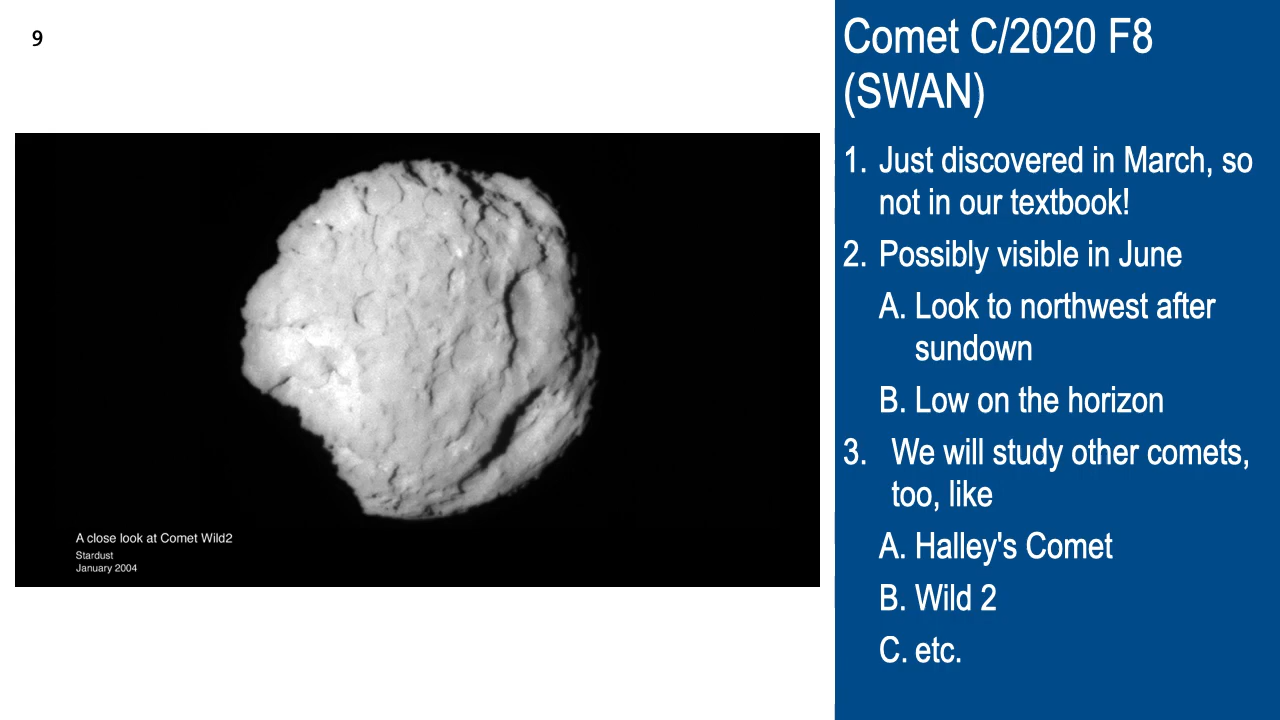 9
Comet C/2020 F8
(SWAN)
1. Just discovered in March, so
not in our textbook!
2. Possibly visible in June
A. Look to northwest after
sundown
B. Low on the horizon
3. We will study other comets,
too, like
A. Halley's Comet
B. Wild 2
C. etc.
A close look at Comet Wild2
Stardust
January 2004